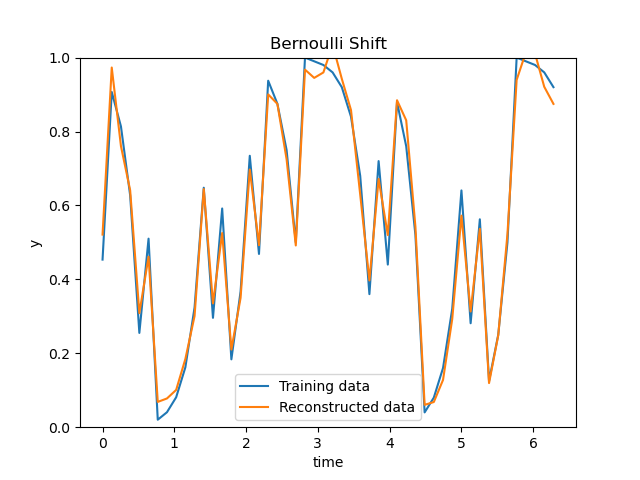 Bernoulli Shift
1.0
0.8
0.6
0.4
0.2
0.0
y
Training data
Reconstructed data
0 1 2 3 4 5 6
time